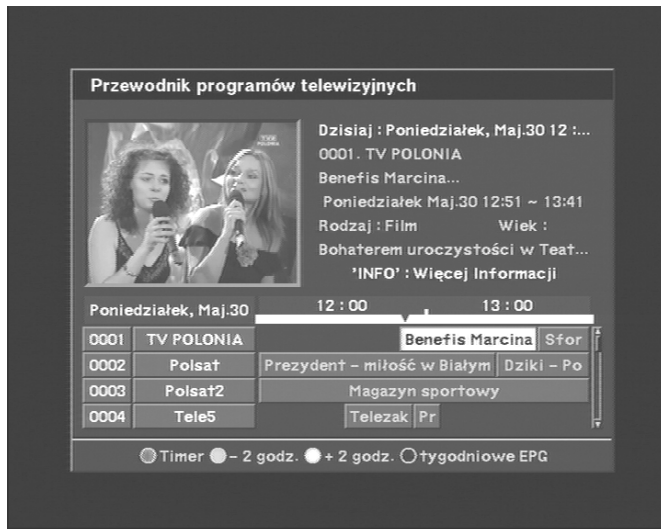 Przewodnik programów telewizyjnych
TVP
POLONIA
Dzisiaj : Poniedziałek, Maj.30 12 :...
0001. TV POLONIA
Benefis Marcina...
Poniedziałek Maj.30 12:51 ~ 13:41
Rodzaj : Film Wiek :
Bohaterem uroczystości w Teat...
'INFO' : Więcej Informacji
Poniedziałek, Maj.30 12 : 00 13 : 00
0001 TV POLONIA Benefis Marcina Sfor
0002 Polsat Prezydent - miłość w Białym Dziki - Po
0003 Polsat2 Magazyn sportowy
0004 Tele5 Telezak Pr
Timer - 2 godz. + 2 godz. tygodniowe EPG